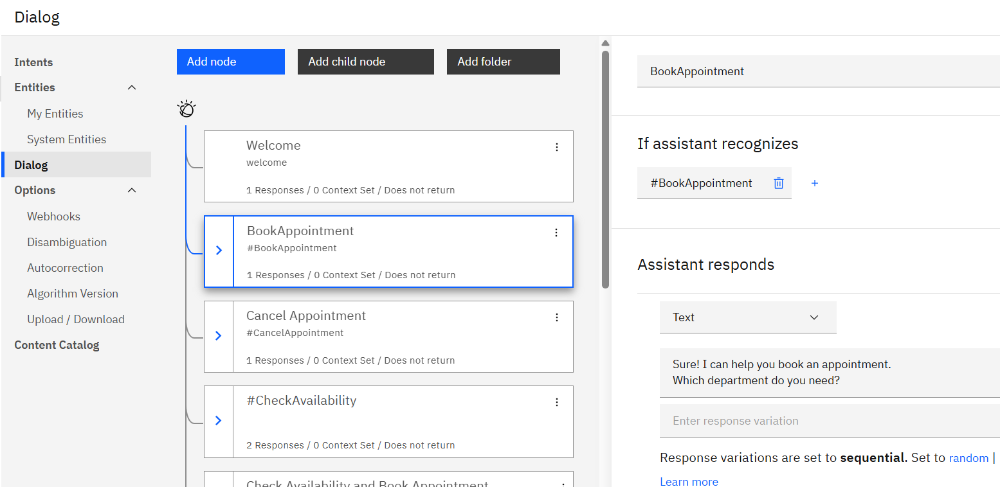 Dialog
Intents
Entities
My Entities
System Entities
Dialog
Options
Webhooks
Disambiguation
Autocorrection
Algorithm Version
Upload / Download
Content Catalog
Add node
Add child node
Add folder
Welcome
welcome
1 Responses / 0 Context Set / Does not return
BookAppointment
#BookAppointment
1 Responses / 0 Context Set / Does not return
Cancel Appointment
#CancelAppointment
1 Responses / 0 Context Set / Does not return
#CheckAvailability
2 Responses / 0 Context Set / Does not return
Check Availability and Book Appointment
BookAppointment
If assistant recognizes
#BookAppointment
+
Assistant responds
Text
Sure! I can help you book an appointment.
Which department do you need?
Enter response variation
Response variations are set to sequential. Set to random |
Learn more